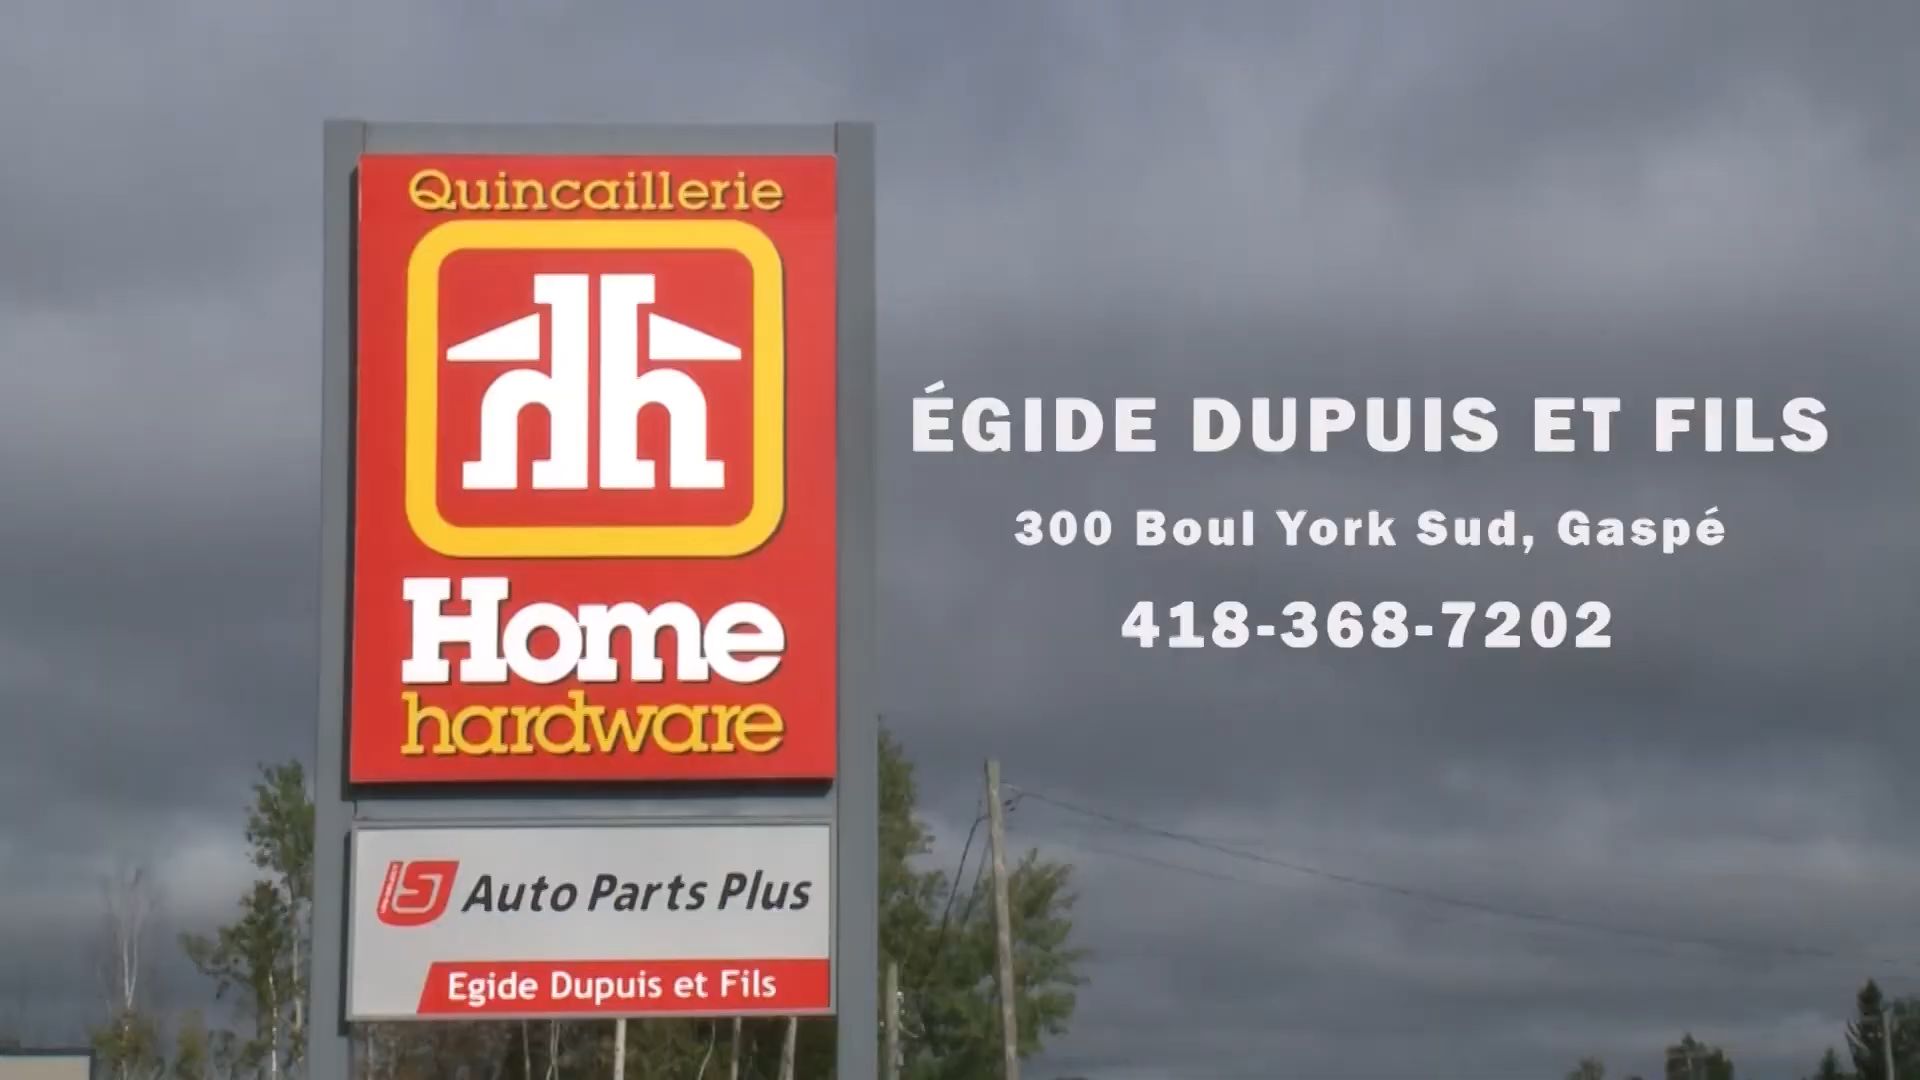 Quincaillerie
Home
hardware
Auto Parts Plus
Egide Dupuis et Fils
ÉGIDE DUPUIS ET FILS
300 Boul York Sud, Gaspé
418-368-7202